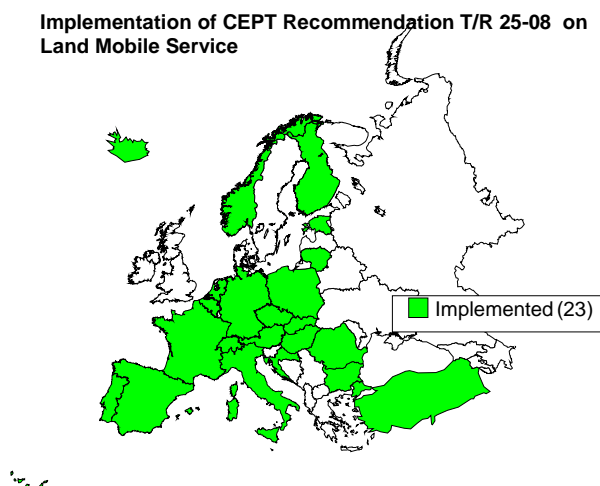 Implementation of CEPT Recommendation T/R 25-08 on
Land Mobile Service
Implemented (23)